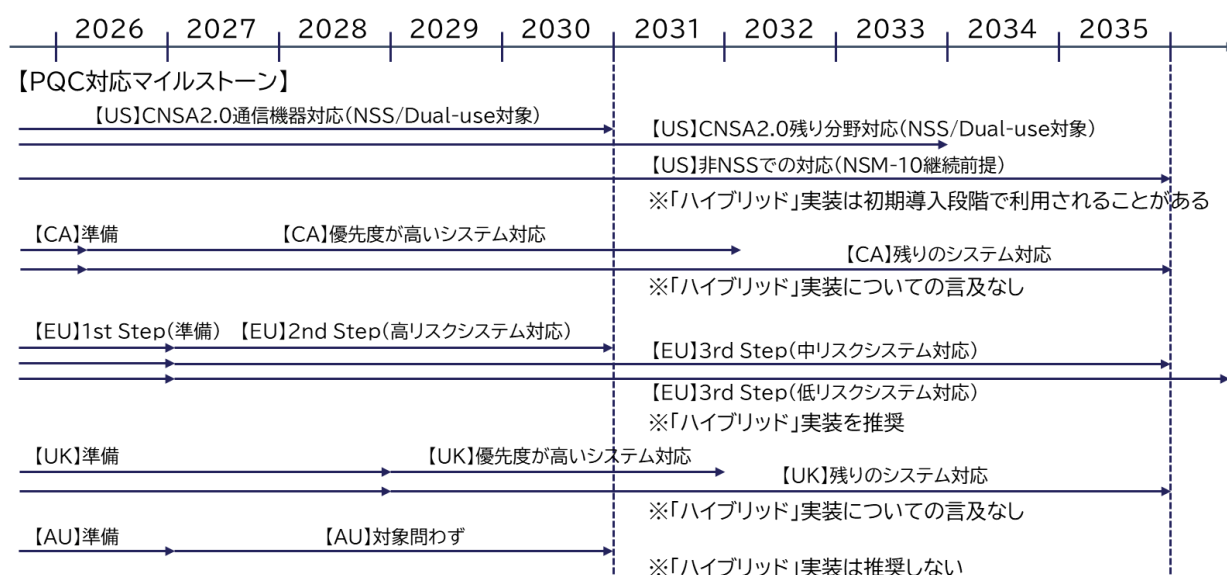 2026 2027 2028 2029 2030 2031 2032 2033 2034 2035
【PQC対応マイルストーン】
【US】CNSA2.0通信機器対応(NSS/Dual-use対象)
【US】CNSA2.0残り分野対応(NSS/Dual-use対象)
【US】非NSSでの対応(NSM-10継続前提)
※「ハイブリッド」実装は初期導入段階で利用されることがある
【CA】準備 【CA】優先度が高いシステム対応
【CA】残りのシステム対応
※「ハイブリッド」実装についての言及なし
【EU】1st Step(準備) 【EU】2nd Step(高リスクシステム対応)
【EU】3rd Step(中リスクシステム対応)
【EU】3rd Step(低リスクシステム対応)
※「ハイブリッド」実装を推奨
【UK】準備 【UK】優先度が高いシステム対応
【UK】残りのシステム対応
※「ハイブリッド」実装についての言及なし
【AU】準備 【AU】対象問わず
※「ハイブリッド」実装は推奨しない